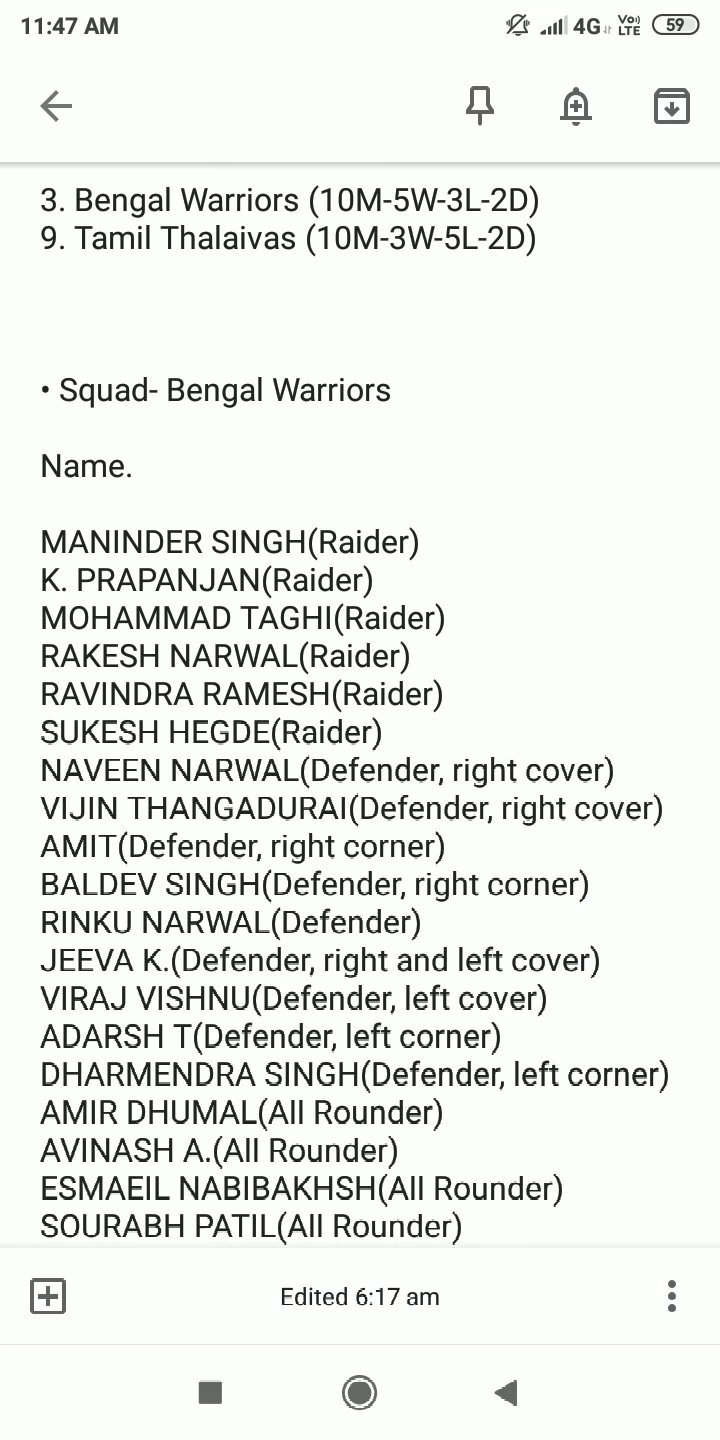 11:47 AM
4G Vo) LTE 59
3. Bengal Warriors (10M-5W-3L-2D)
9. Tamil Thalaivas (10M-3W-5L-2D)
• Squad- Bengal Warriors
Name.
MANINDER SINGH(Raider)
K. PRAPANJAN(Raider)
MOHAMMAD TAGHI(Raider)
RAKESH NARWAL(Raider)
RAVINDRA RAMESH(Raider)
SUKESH HEGDE(Raider)
NAVEEN NARWAL(Defender, right cover)
VIJIN THANGADURAI(Defender, right cover)
AMIT(Defender, right corner)
BALDEV SINGH(Defender, right corner)
RINKU NARWAL(Defender)
JEEVA K.(Defender, right and left cover)
VIRAJ VISHNU(Defender, left cover)
ADARSH T(Defender, left corner)
DHARMENDRA SINGH(Defender, left corner)
AMIR DHUMAL(All Rounder)
AVINASH A.(All Rounder)
ESMAEIL NABIBAKHSH(All Rounder)
SOURABH PATIL(All Rounder)
Edited 6:17 am